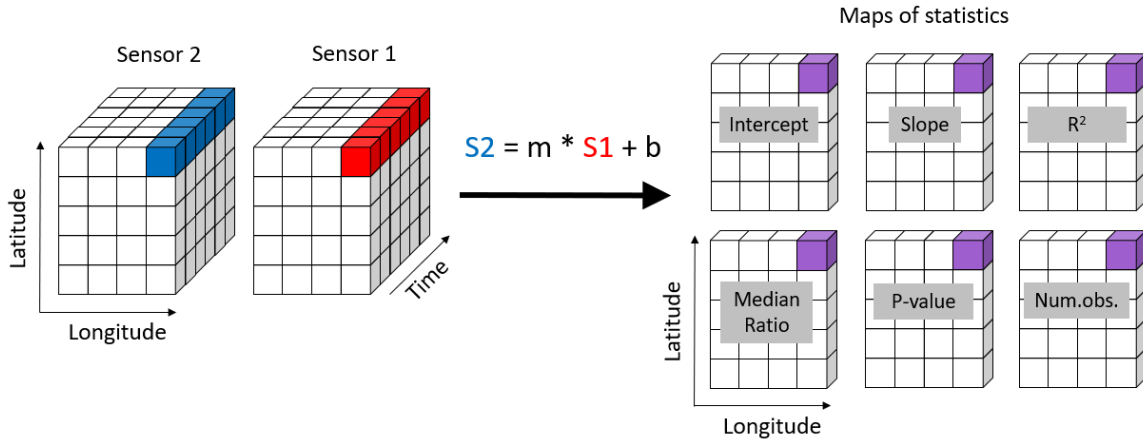 Maps of statistics
Sensor 2
Sensor 1
Latitude
Longitude
Time
S2 = m * S1 + b
Intercept
Slope
R²
Median
Ratio
P-value
Num.obs.
Latitude
Longitude